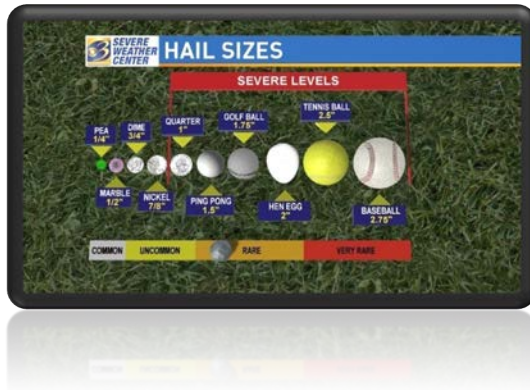 3 SEVERE
WEATHER
CENTER
HAIL SIZES
SEVERE LEVELS
PEA
1/4"
MARBLE
1/2"
DIME
3/4"
NICKEL
7/8"
QUARTER
1"
PING PONG
1.5"
GOLF BALL
1.75"
HEN EGG
2"
TENNIS BALL
2.5"
BASEBALL
2.75"
COMMON
UNCOMMON
RARE
VERY RARE